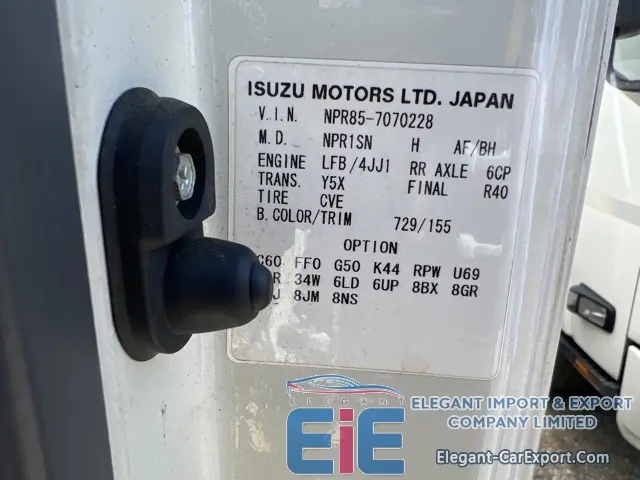 ISUZU MOTORS LTD. JAPAN
V.I.N. NPR85-7070228
M.D. NPR1SN H AF/BH
ENGINE LFB/4JJ1 RR AXLE 6CP
TRANS. Y5X FINAL R40
TIRE CVE
B.COLOR/TRIM 729/155
OPTION
FF0 G50 K44 RPW U69
34W 6LD 6UP 8BX 8GR
8JM 8NS
ELEGANT
EiE
ELEGANT IMPORT & EXPORT
COMPANY LIMITED
Elegant-CarExport.Com